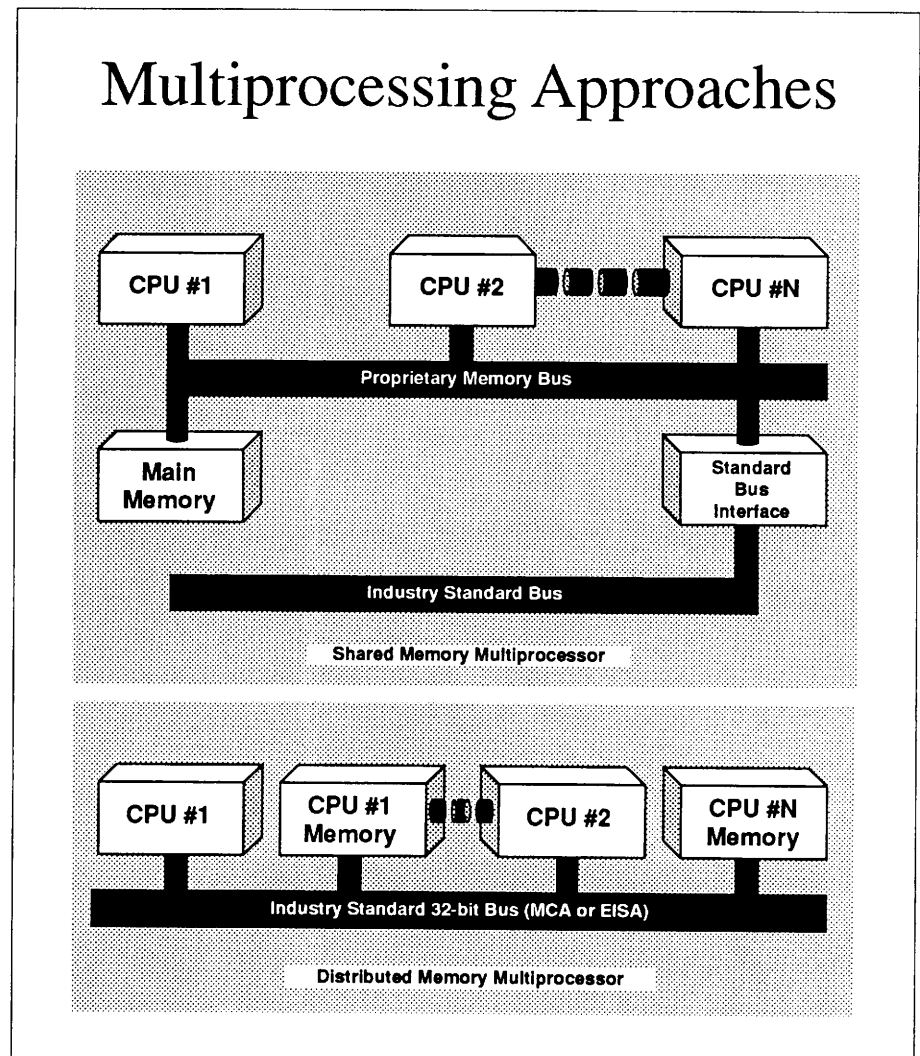 Multiprocessing Approaches
CPU #1
CPU #2
CPU #N
Proprietary Memory Bus
Main
Memory
Standard
Bus
Interface
Industry Standard Bus
Shared Memory Multiprocessor
CPU #1
CPU #1
Memory
CPU #2
CPU #N
Memory
Industry Standard 32-bit Bus (MCA or EISA)
Distributed Memory Multiprocessor